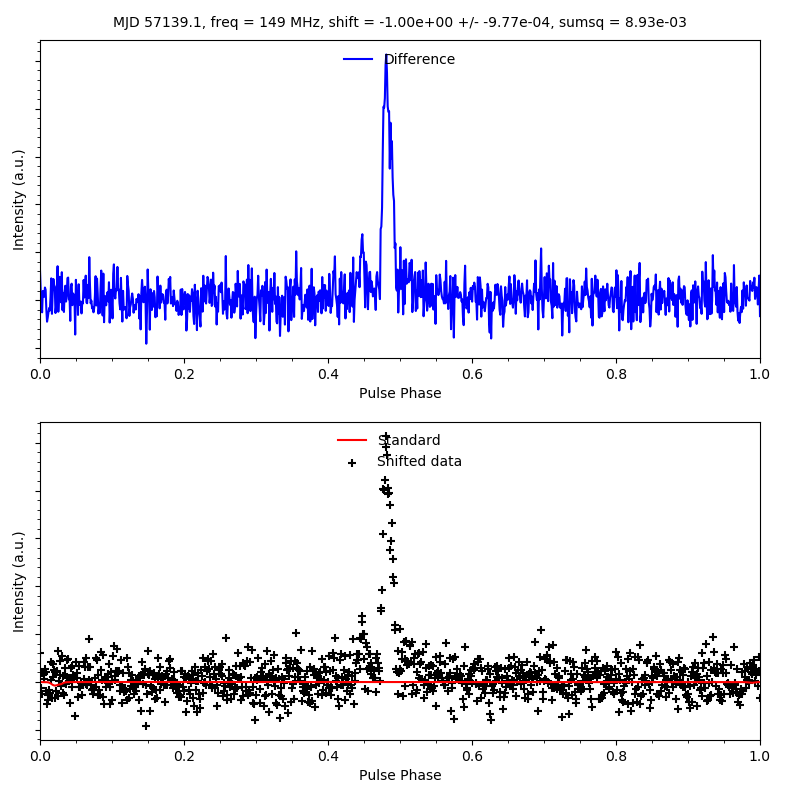 MJD 57139.1, freq = 149 MHz, shift = -1.00e+00 +/- -9.77e-04, sumsq = 8.93e-03
Difference
Intensity (a.u.)
0.0 0.2 0.4 0.6 0.8 1.0
Pulse Phase
Standard
Shifted data
Intensity (a.u.)
0.0 0.2 0.4 0.6 0.8 1.0
Pulse Phase